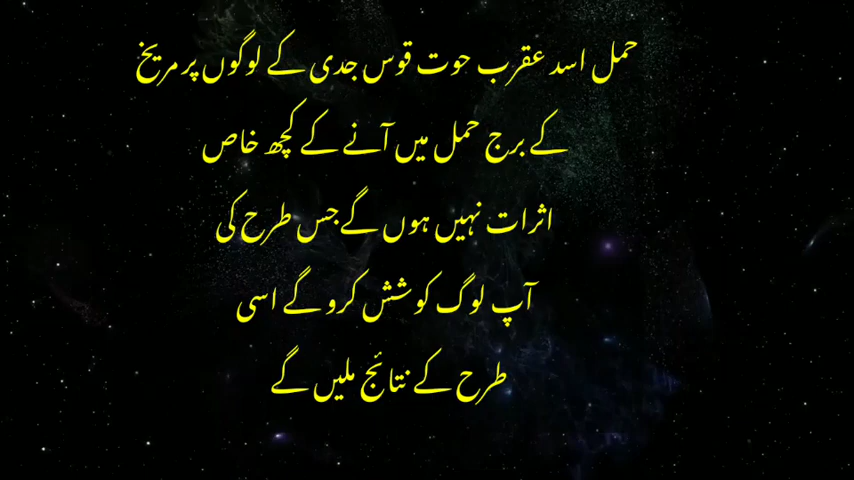 حمل اسد عقرب حوت قوس جدی کے لوگوں پر مریخ
کے برج حمل میں آنے کے کچھ خاص
اثرات نہیں ہوں گے جس طرح کی
آپ لوگ کوشش کرو گے اسی
طرح کے نتائج ملیں گے